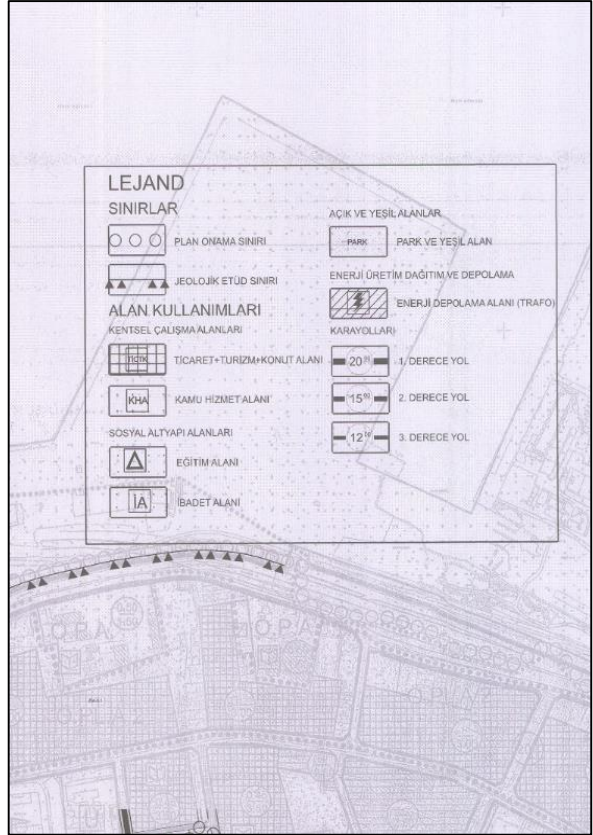 LEJAND
SINIRLAR
PLAN ONAMA SINIRI
JEOLOJİK ETÜD SINIRI
ALAN KULLANIMLARI
KENTSEL ÇALIŞMA ALANLARI
TİCTK TİCARET+TURİZM+KONUT ALANI
KHA KAMU HİZMET ALANI
SOSYAL ALTYAPI ALANLARI
EĞİTİM ALANI
İA İBADET ALANI
AÇIK VE YEŞİL ALANLAR
PARK PARK VE YEŞİL ALAN
ENERJİ ÜRETİM DAĞITIM VE DEPOLAMA
ENERJİ DEPOLAMA ALANI (TRAFO)
KARAYOLLARI
20 1. DERECE YOL
15 2. DERECE YOL
12 3. DERECE YOL
O.P.A.2